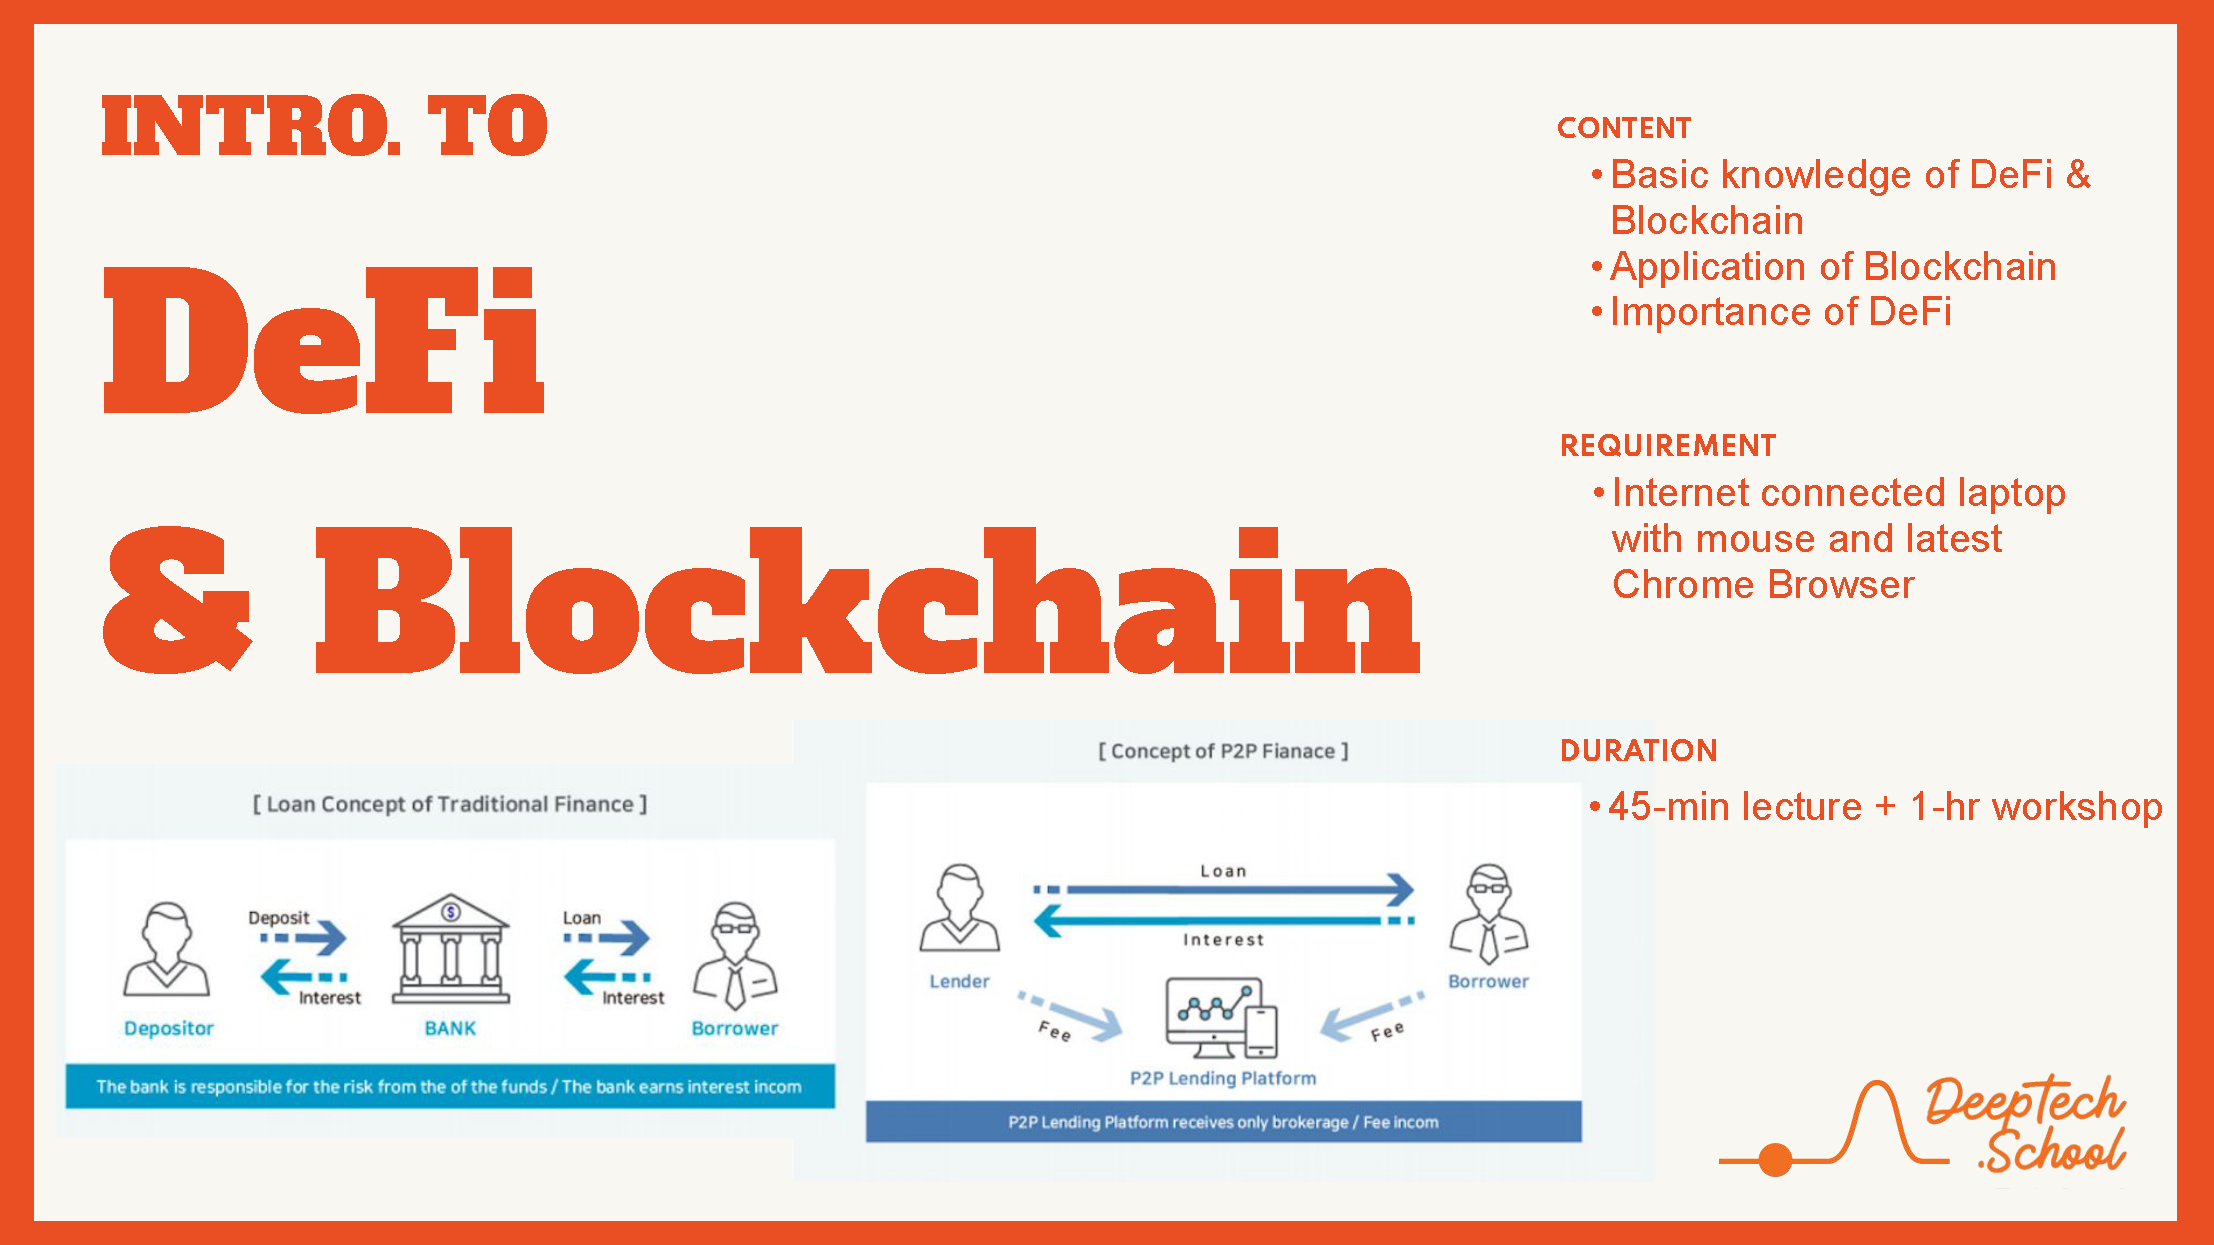 INTRO. TO
DeFi
& Blockchain
CONTENT
•Basic knowledge of DeFi &
Blockchain
•Application of Blockchain
•Importance of DeFi
REQUIREMENT
•Internet connected laptop
with mouse and latest
Chrome Browser
DURATION
•45-min lecture + 1-hr workshop
[ Loan Concept of Traditional Finance ]
Deposit
Interest
Loan
Interest
$
Depositor
BANK
Borrower
The bank is responsible for the risk from the of the funds / The bank earns interest incom
[ Concept of P2P Fianace ]
Loan
Interest
Lender
Borrower
Fee
Fee
P2P Lending Platform
P2P Lending Platform receives only brokerage / Fee incom
DeepTech
.School